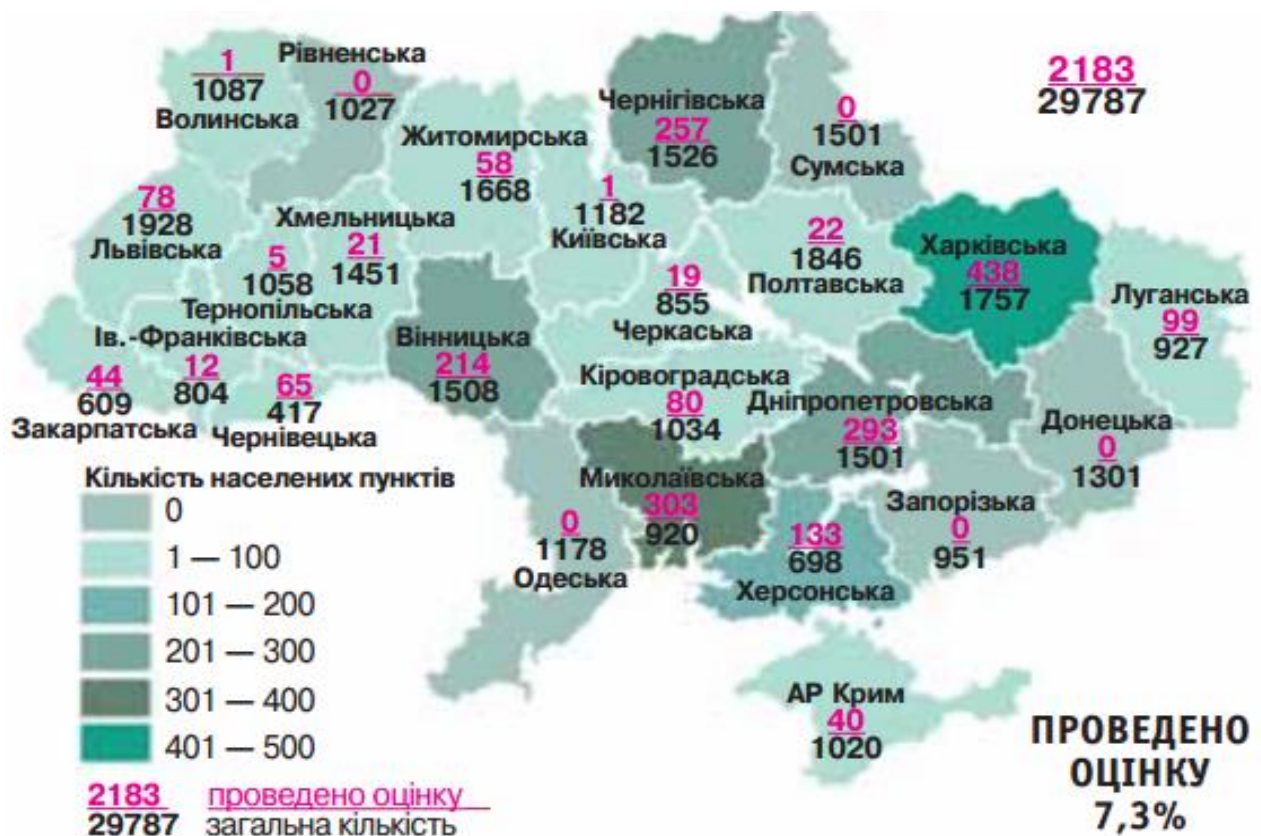 1
1087
Волинська
Рівненська
0
1027
Житомирська
58
1668
Чернігівська
257
1526
0
1501
Сумська
2183
29787
78
1928
Львівська
5
1058
Тернопільська
Хмельницька
21
1451
1
1182
Київська
19
855
Черкаська
22
1846
Полтавська
Харківська
438
1757
Луганська
99
927
44
609
Закарпатська
Ів.-Франківська
12
804
65
417
Чернівецька
Вінницька
214
1508
Кіровоградська
80
1034
Дніпропетровська
293
1501
Донецька
0
1301
0
1178
Одеська
Миколаївська
303
920
133
698
Херсонська
Запорізька
0
951
АР Крим
40
1020
Кількість населених пунктів
0
1 — 100
101 — 200
201 — 300
301 — 400
401 — 500
2183 проведено оцінку
29787 загальна кількість
ПРОВЕДЕНО
ОЦІНКУ
7,3%